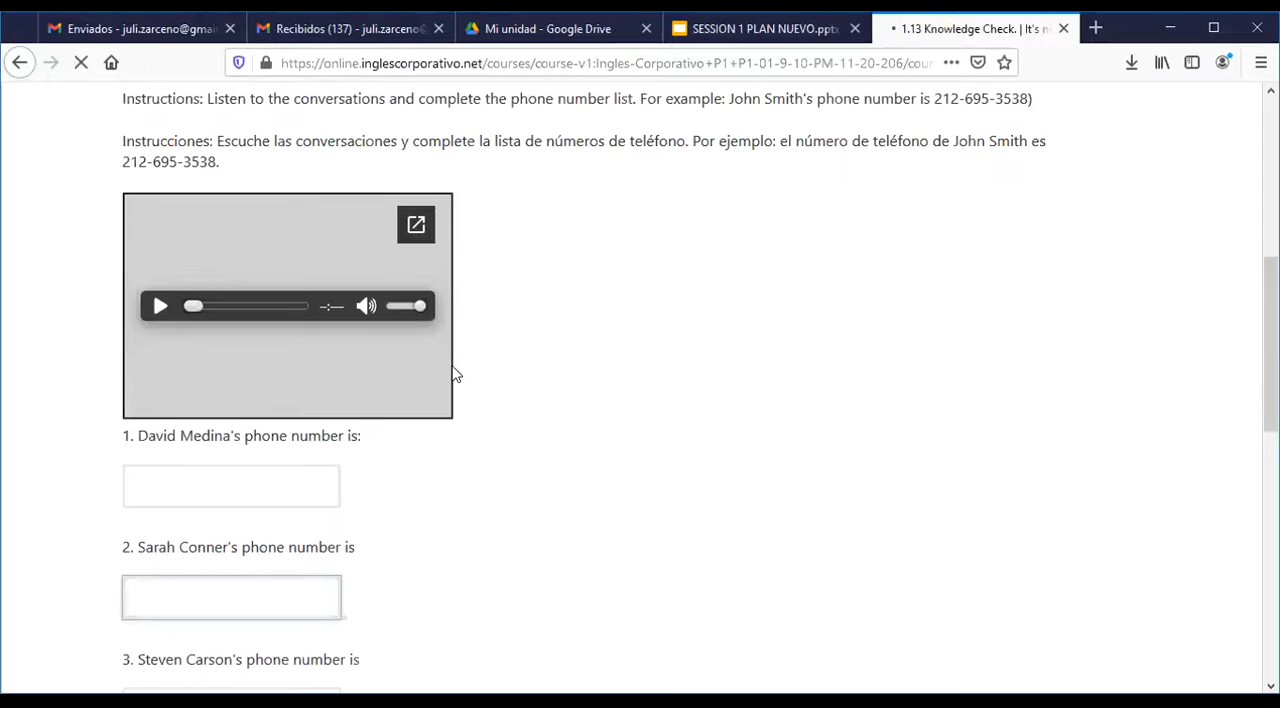 Enviados - juli.zarceno@gmai
Recibidos (137) - juli.zarceno@
Mi unidad - Google Drive
SESSION 1 PLAN NUEVO.pptx
1.13 Knowledge Check. | It's n
https://online.inglescorporativo.net/courses/course-v1:Ingles-Corporativo+P1+P1-01-9-10-PM-11-20-206/cour
Instructions: Listen to the conversations and complete the phone number list. For example: John Smith's phone number is 212-695-3538)
Instrucciones: Escuche las conversaciones y complete la lista de números de teléfono. Por ejemplo: el número de teléfono de John Smith es
212-695-3538.
-:--
1. David Medina's phone number is:
2. Sarah Conner's phone number is
3. Steven Carson's phone number is